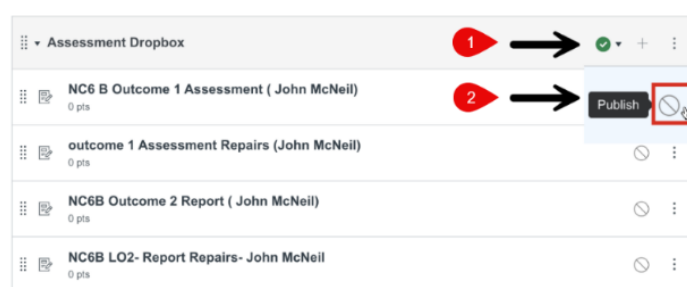 Assessment Dropbox
1
NC6 B Outcome 1 Assessment ( John McNeil)
0 pts
2
Publish
outcome 1 Assessment Repairs (John McNeil)
0 pts
NC6B Outcome 2 Report ( John McNeil)
0 pts
NC6B LO2- Report Repairs- John McNeil
0 pts